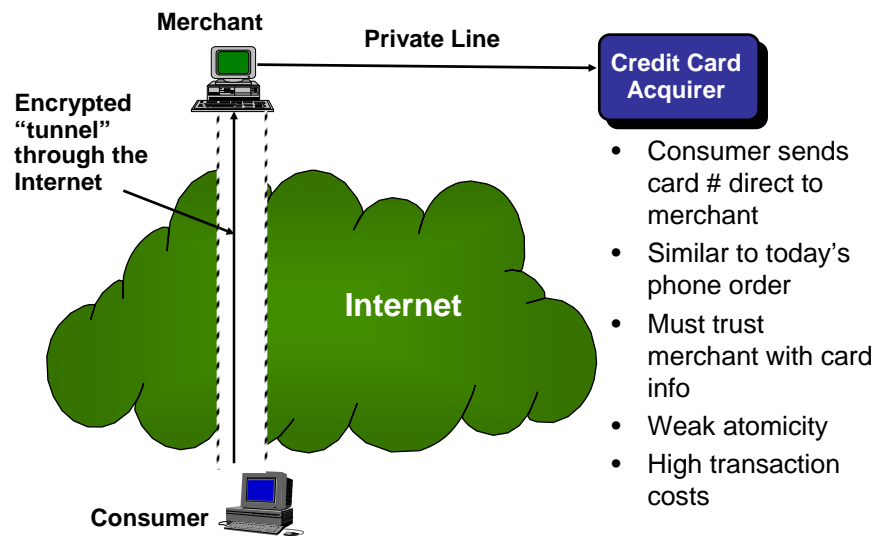 Merchant
Private Line
Credit Card
Acquirer
Encrypted
“tunnel”
through the
Internet
Internet
Consumer
• Consumer sends
card # direct to
merchant
• Similar to today’s
phone order
• Must trust
merchant with card
info
• Weak atomicity
• High transaction
costs